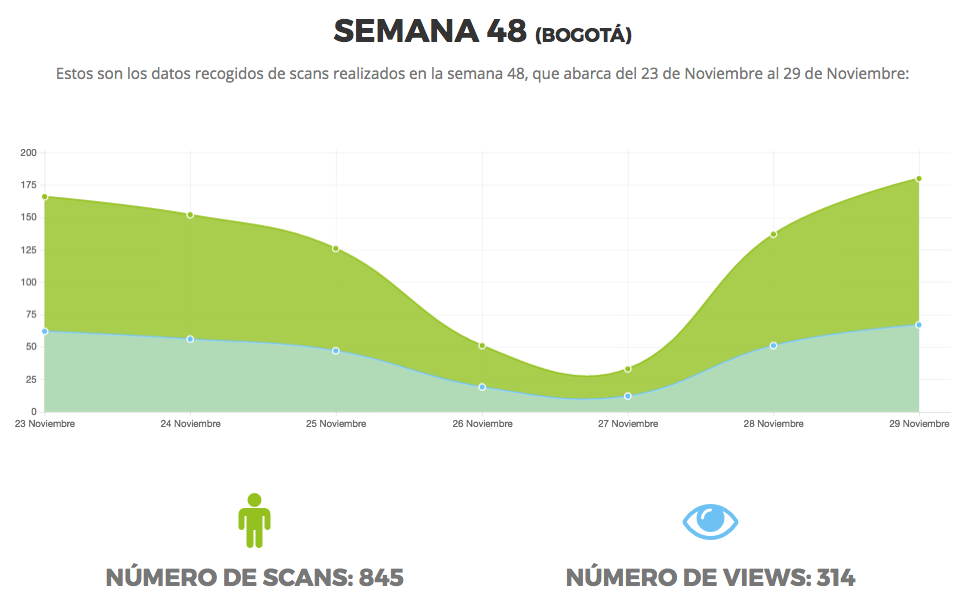 SEMANA 48 (BOGOTÁ)
Estos son los datos recogidos de scans realizados en la semana 48, que abarca del 23 de Noviembre al 29 de Noviembre:
200
175
150
125
100
75
50
25
0
23 Noviembre 24 Noviembre 25 Noviembre 26 Noviembre 27 Noviembre 28 Noviembre 29 Noviembre
NÚMERO DE SCANS: 845 NÚMERO DE VIEWS: 314